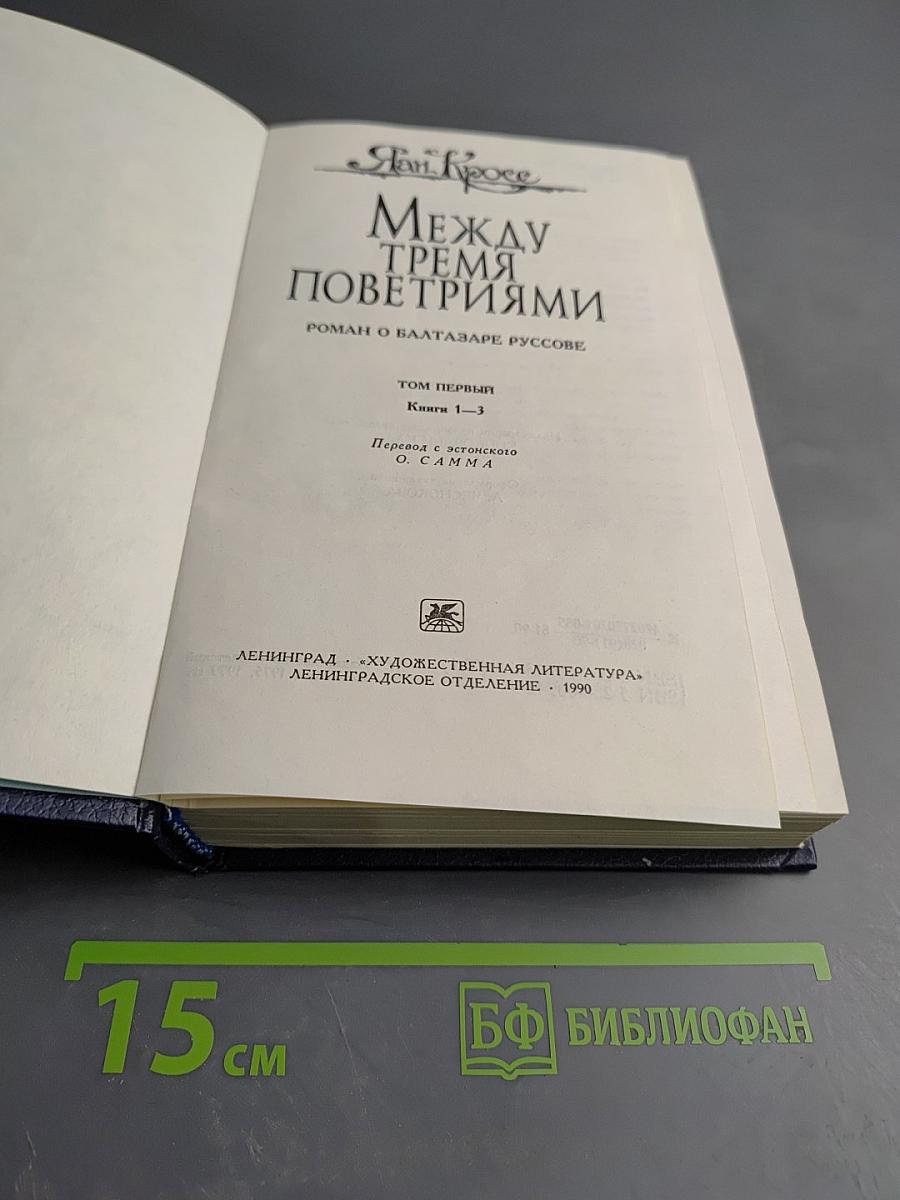 Яан Кросс
МЕЖДУ
ТРЕМЯ
ПОВЕТРИЯМИ
РОМАН О БАЛТАЗАРЕ РУССОВЕ
ТОМ ПЕРВЫЙ
Книги 1—3
Перевод с эстонского
О. САММА
ЛЕНИНГРАД · «ХУДОЖЕСТВЕННАЯ ЛИТЕРАТУРА»
ЛЕНИНГРАДСКОЕ ОТДЕЛЕНИЕ · 1990
15 см
БФ БИБЛИОФАН